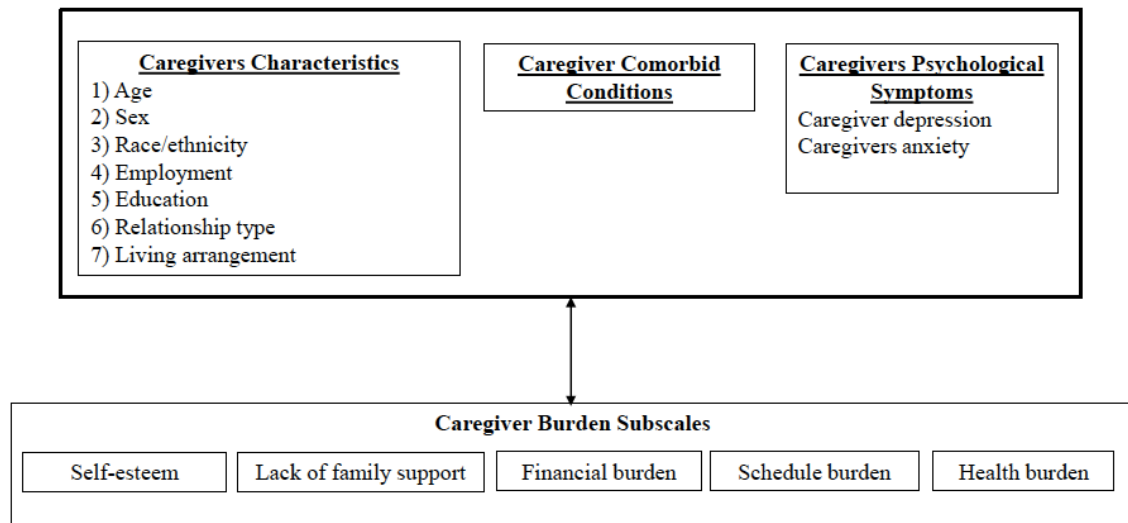 Caregivers Characteristics
1) Age
2) Sex
3) Race/ethnicity
4) Employment
5) Education
6) Relationship type
7) Living arrangement
Caregiver Comorbid
Conditions
Caregivers Psychological
Symptoms
Caregiver depression
Caregivers anxiety
Caregiver Burden Subscales
Self-esteem
Lack of family support
Financial burden
Schedule burden
Health burden